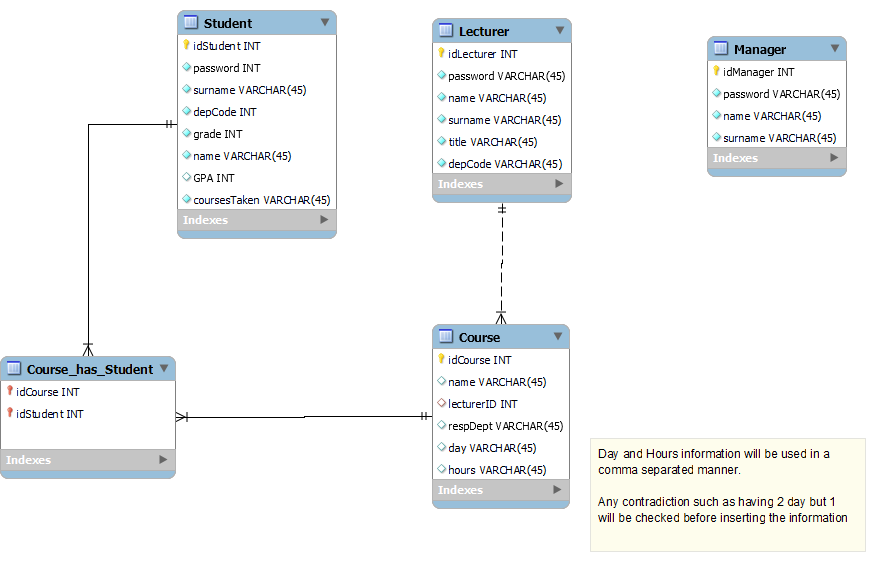 Student
idStudent INT
password INT
surname VARCHAR(45)
depCode INT
grade INT
name VARCHAR(45)
GPA INT
coursesTaken VARCHAR(45)
Indexes
Lecturer
idLecturer INT
password VARCHAR(45)
name VARCHAR(45)
surname VARCHAR(45)
title VARCHAR(45)
depCode VARCHAR(45)
Indexes
Manager
idManager INT
password VARCHAR(45)
name VARCHAR(45)
surname VARCHAR(45)
Indexes
Course_has_Student
idCourse INT
idStudent INT
Indexes
Course
idCourse INT
name VARCHAR(45)
lecturerID INT
respDept VARCHAR(45)
day VARCHAR(45)
hours VARCHAR(45)
Indexes
Day and Hours information will be used in a
comma separated manner.
Any contradiction such as having 2 day but 1
will be checked before inserting the information